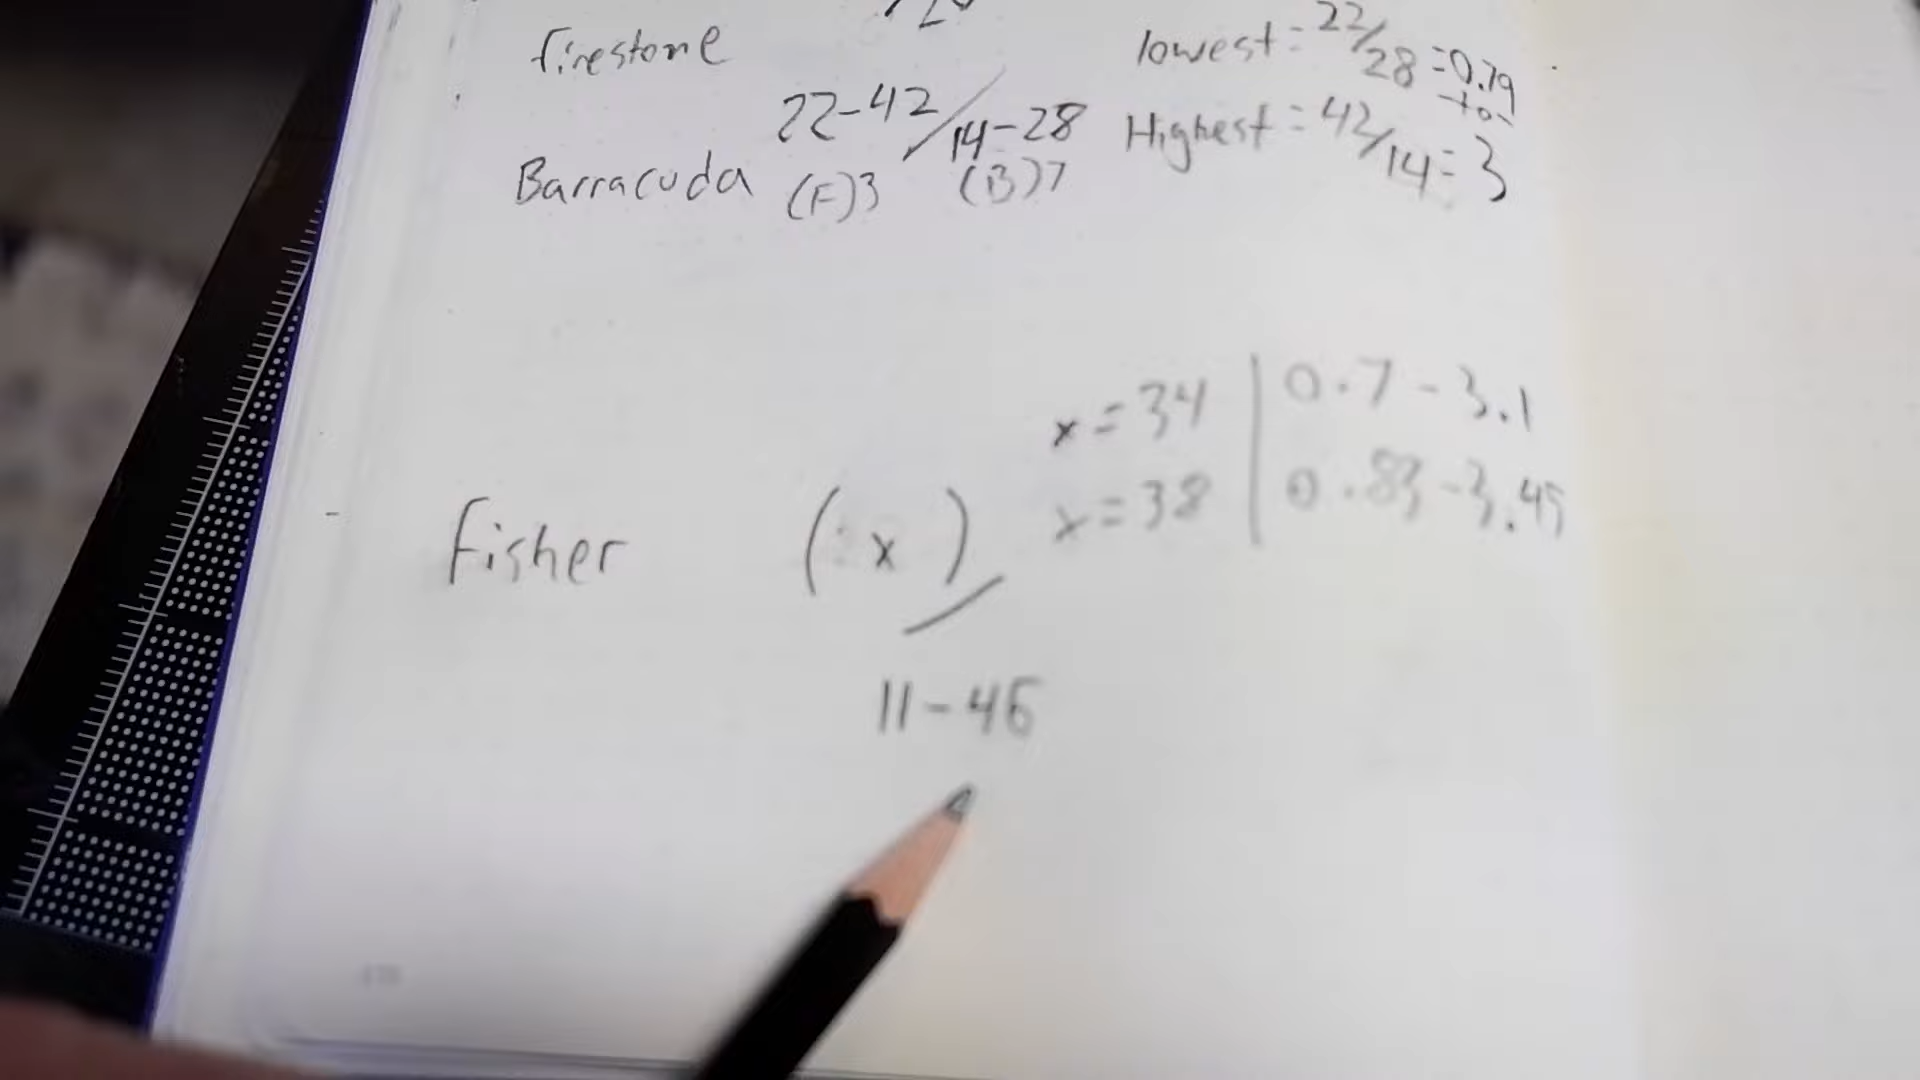 firestone
lowest = 22/28 = 0.79
to
22-42/14-28
Highest = 42/14 = 3
Barracuda (F)3 (B)7
x = 34 | 0.7 - 3.1
x = 38 | 0.83 - 3.45
Fisher (x)/
11-46